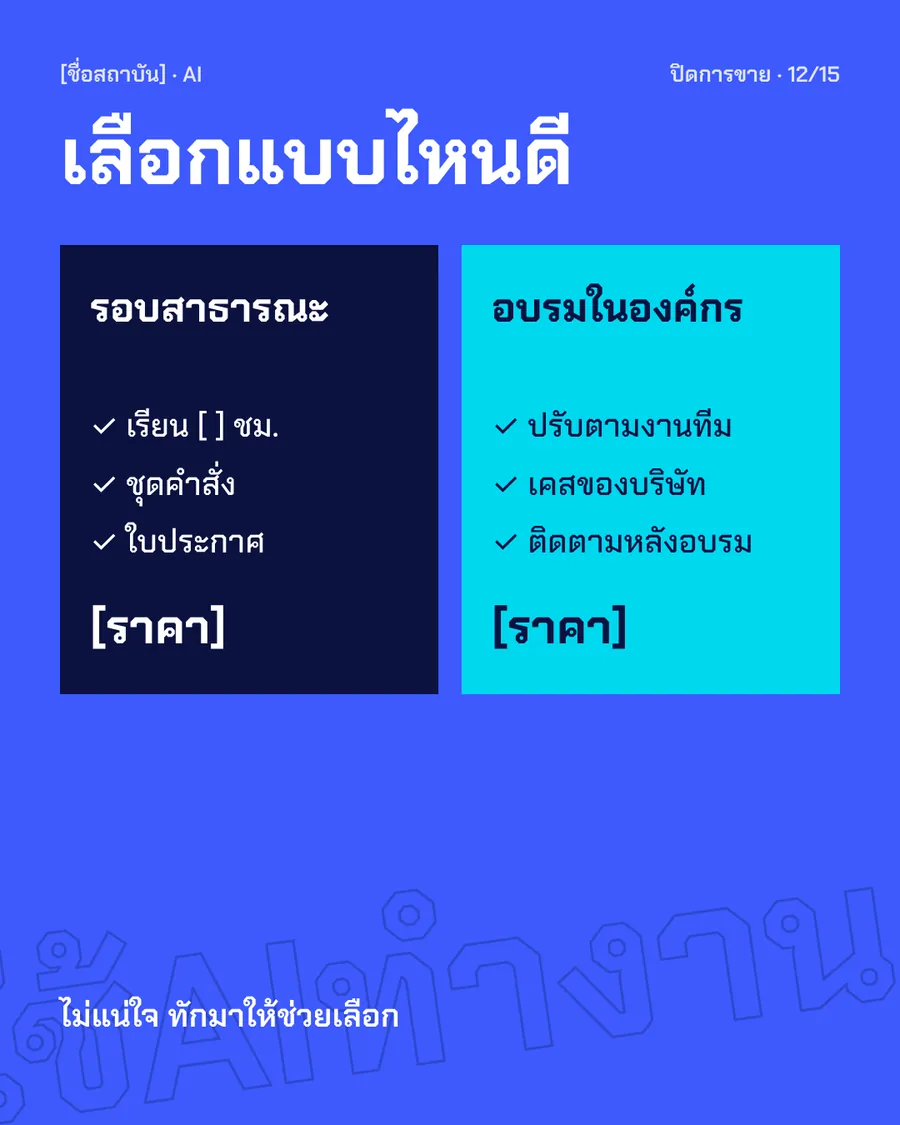 [ชื่อสถาบัน] · AI
ปิดการขาย · 12/15
เลือกแบบไหนดี
รอบสาธารณะ
✓ เรียน [ ] ชม.
✓ ชุดคำสั่ง
✓ ใบประกาศ
[ราคา]
อบรมในองค์กร
✓ ปรับตามงานทีม
✓ เคสของบริษัท
✓ ติดตามหลังอบรม
[ราคา]
ใช้AIทำงาน
ไม่แน่ใจ ทักมาให้ช่วยเลือก